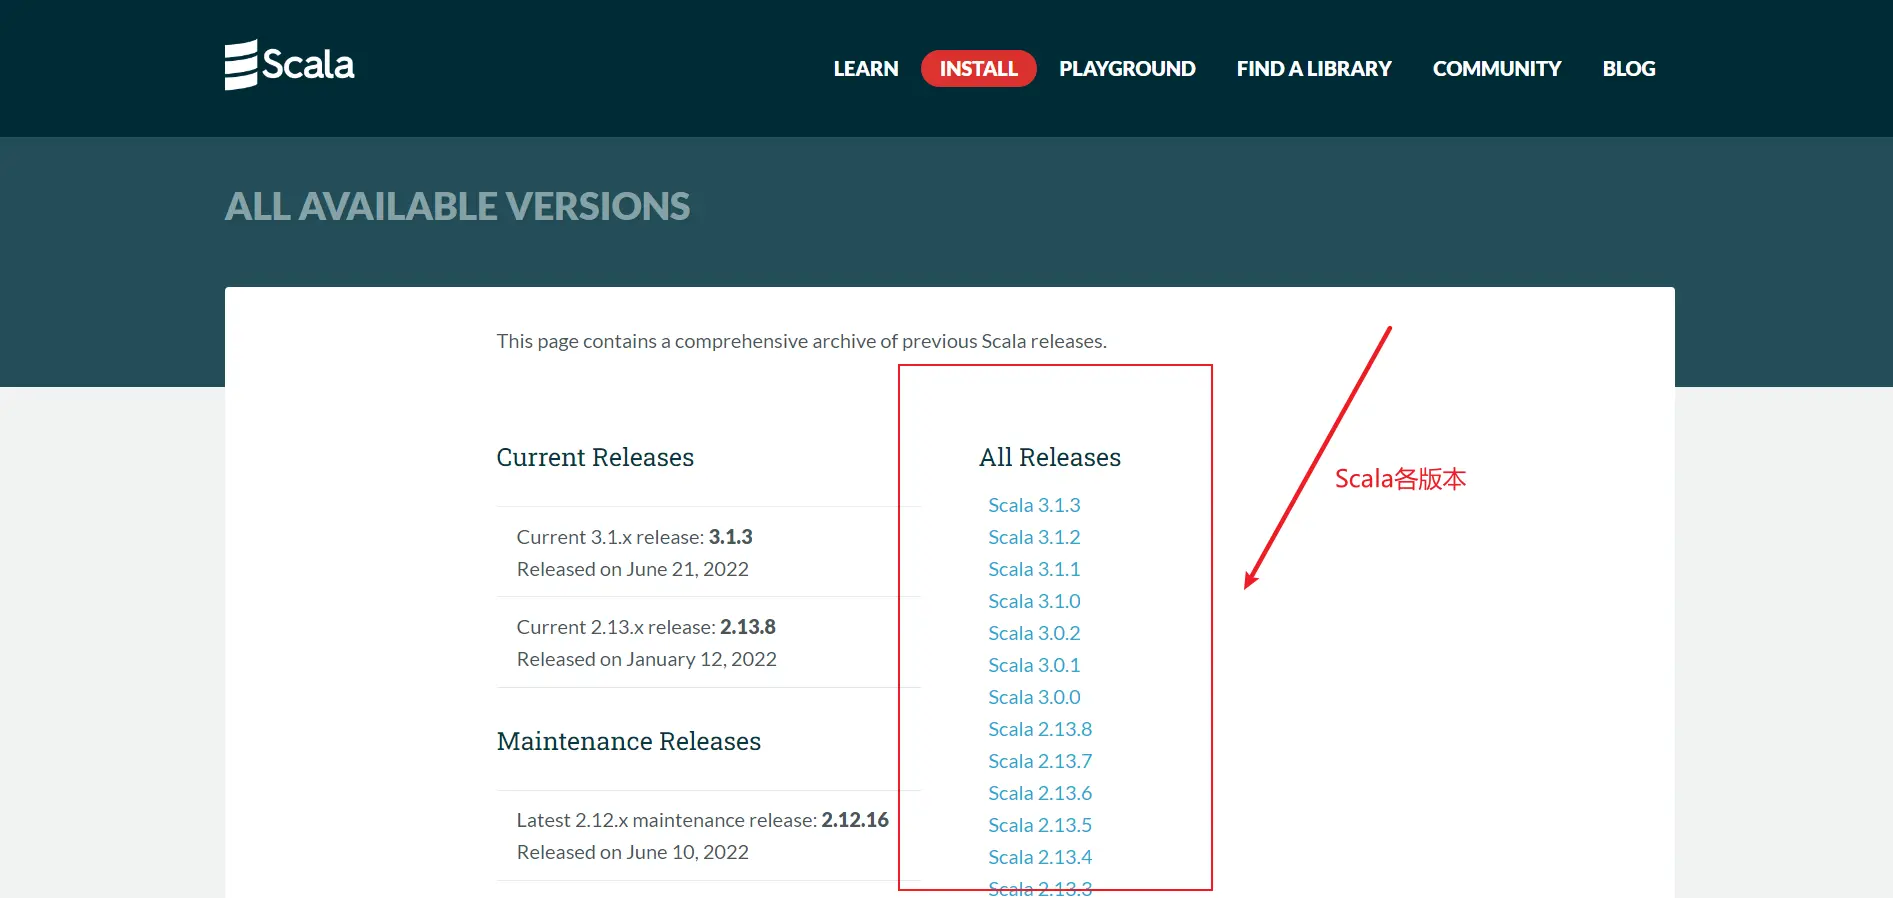 Scala
LEARN
INSTALL
PLAYGROUND
FIND A LIBRARY
COMMUNITY
BLOG
ALL AVAILABLE VERSIONS
This page contains a comprehensive archive of previous Scala releases.
Current Releases
Current 3.1.x release: 3.1.3
Released on June 21, 2022
Current 2.13.x release: 2.13.8
Released on January 12, 2022
Maintenance Releases
Latest 2.12.x maintenance release: 2.12.16
Released on June 10, 2022
All Releases
Scala 3.1.3
Scala 3.1.2
Scala 3.1.1
Scala 3.1.0
Scala 3.0.2
Scala 3.0.1
Scala 3.0.0
Scala 2.13.8
Scala 2.13.7
Scala 2.13.6
Scala 2.13.5
Scala 2.13.4
Scala 2.13.3
Scala各版本